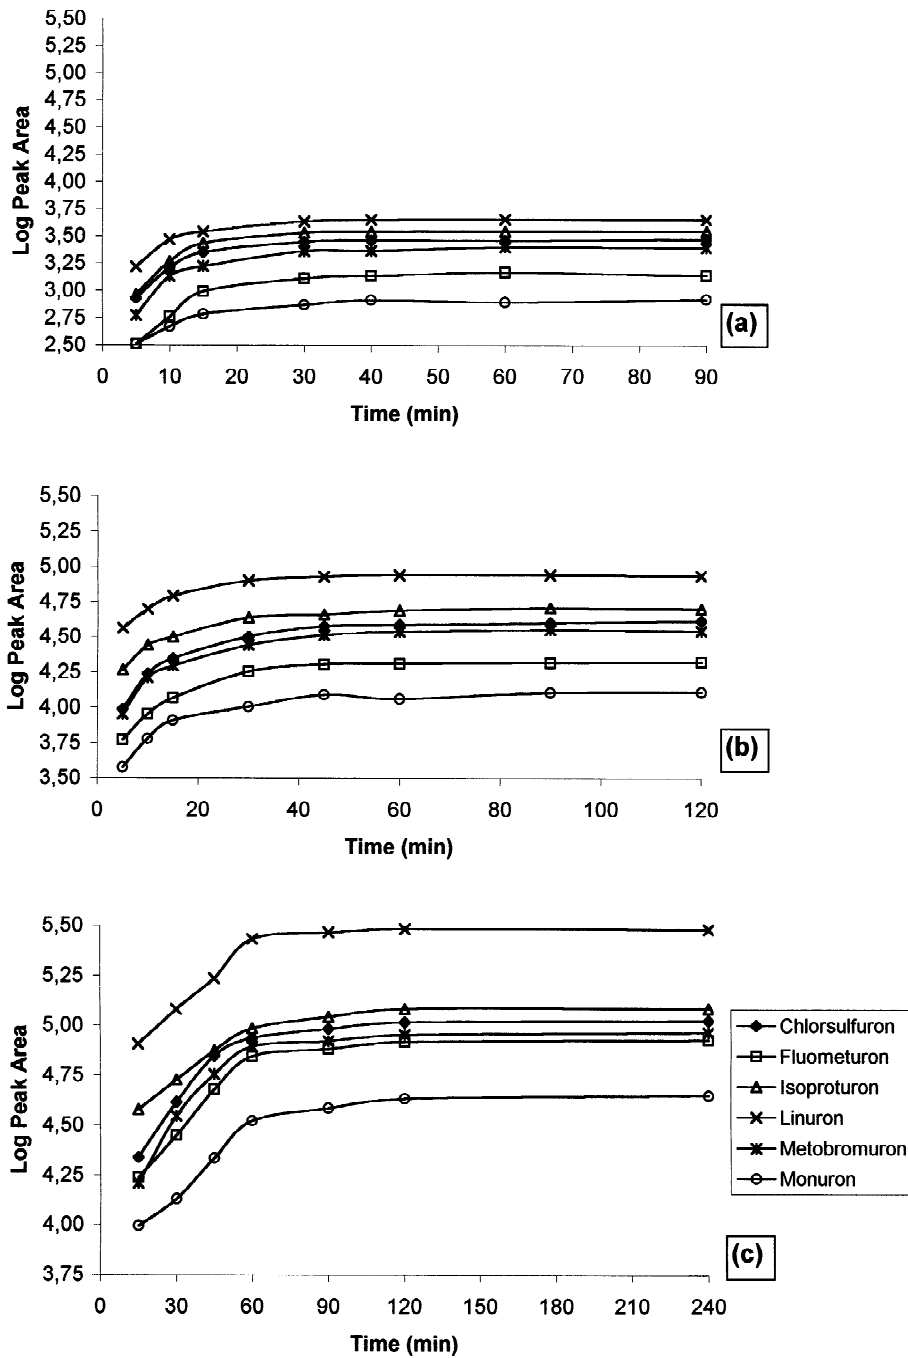 5,50
5,25
5,00
4,75
4,50
4,25
4,00
3,75
3,50
3,25
3,00
2,75
2,50
Log Peak Area
0 10 20 30 40 50 60 70 80 90
Time (min)
(a)
5,50
5,25
5,00
4,75
4,50
4,25
4,00
3,75
3,50
Log Peak Area
0 20 40 60 80 100 120
Time (min)
(b)
5,50
5,25
5,00
4,75
4,50
4,25
4,00
3,75
Log Peak Area
0 30 60 90 120 150 180 210 240
Time (min)
Chlorsulfuron
Fluometuron
Isoproturon
Linuron
Metobromuron
Monuron
(c)